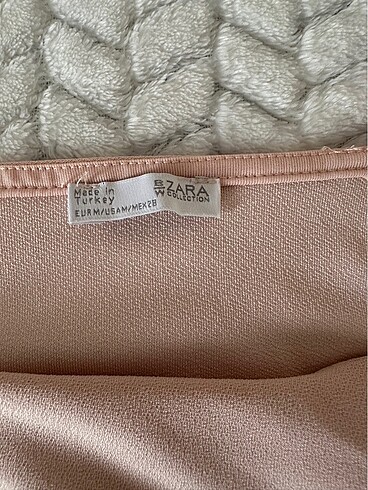 Made in
Turkey
EUR M/USA M/MEX 28
B
W
ZARA
COLLECTION